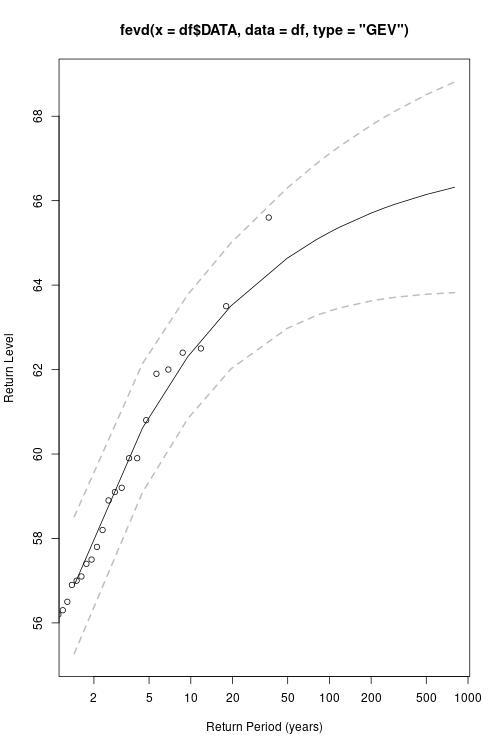 fevd(x = df$DATA, data = df, type = "GEV")
Return Level
68
66
64
62
60
58
56
2 5 10 20 50 100 200 500 1000
Return Period (years)